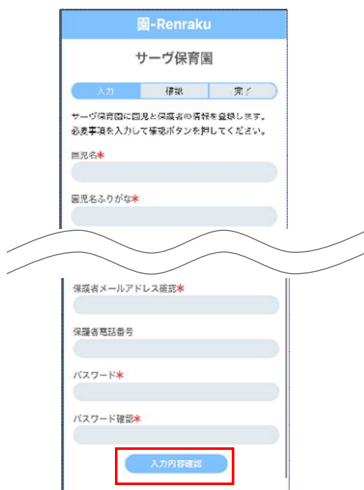 園-Renraku
サーヴ保育園
入力
確認
完了
サーヴ保育園に園児と保護者の情報を登録します。
必要事項を入力して確認ボタンを押してください。
園児名*
園児名ふりがな*
保護者メールアドレス確認*
保護者電話番号
パスワード*
パスワード確認*
入力内容確認